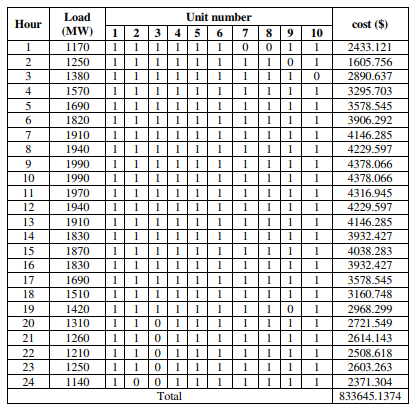 Hour Load (MW) Unit number cost ($)
1 2 3 4 5 6 7 8 9 10
1 1170 1 1 1 1 1 1 0 0 1 1 2433.121
2 1250 1 1 1 1 1 1 1 1 0 1 1605.756
3 1380 1 1 1 1 1 1 1 1 1 0 2890.637
4 1570 1 1 1 1 1 1 1 1 1 1 3295.703
5 1690 1 1 1 1 1 1 1 1 1 1 3578.545
6 1820 1 1 1 1 1 1 1 1 1 1 3906.292
7 1910 1 1 1 1 1 1 1 1 1 1 4146.285
8 1940 1 1 1 1 1 1 1 1 1 1 4229.597
9 1990 1 1 1 1 1 1 1 1 1 1 4378.066
10 1990 1 1 1 1 1 1 1 1 1 1 4378.066
11 1970 1 1 1 1 1 1 1 1 1 1 4316.945
12 1940 1 1 1 1 1 1 1 1 1 1 4229.597
13 1910 1 1 1 1 1 1 1 1 1 1 4146.285
14 1830 1 1 1 1 1 1 1 1 1 1 3932.427
15 1870 1 1 1 1 1 1 1 1 1 1 4038.283
16 1830 1 1 1 1 1 1 1 1 1 1 3932.427
17 1690 1 1 1 1 1 1 1 1 1 1 3578.545
18 1510 1 1 1 1 1 1 1 1 1 1 3160.748
19 1420 1 1 1 1 1 1 1 1 0 1 2968.299
20 1310 1 1 0 1 1 1 1 1 1 1 2721.549
21 1260 1 1 0 1 1 1 1 1 1 1 2614.143
22 1210 1 1 0 1 1 1 1 1 1 1 2508.618
23 1250 1 1 0 1 1 1 1 1 1 1 2603.263
24 1140 1 0 0 1 1 1 1 1 1 1 2371.304
Total 833645.1374